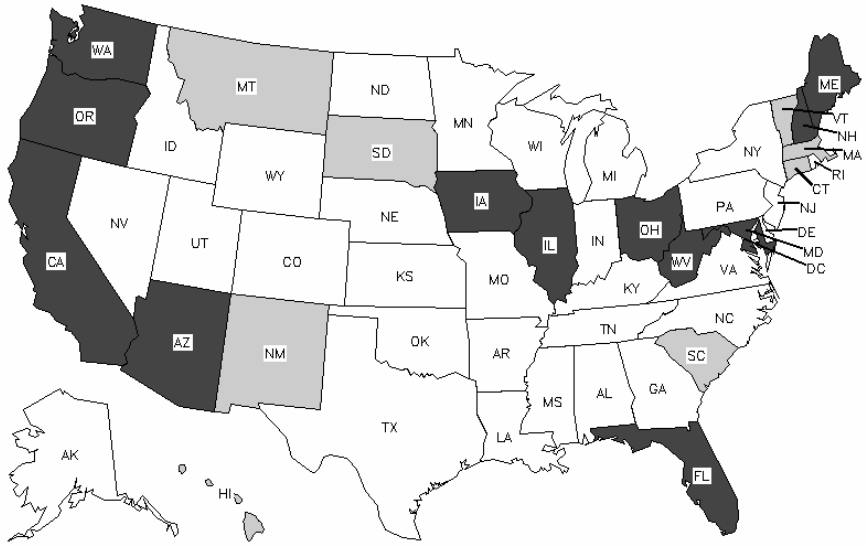 WA
ME
MT
ND
VT
OR
MN
NH
ID
SD
WI
NY
MA
WY
MI
RI
IA
CT
NE
PA
NJ
NV
OH
DE
UT
IL
IN
MD
CA
CO
WV
DC
KS
MO
VA
KY
NC
TN
AZ
NM
OK
AR
SC
GA
MS
AL
TX
LA
AK
FL
HI